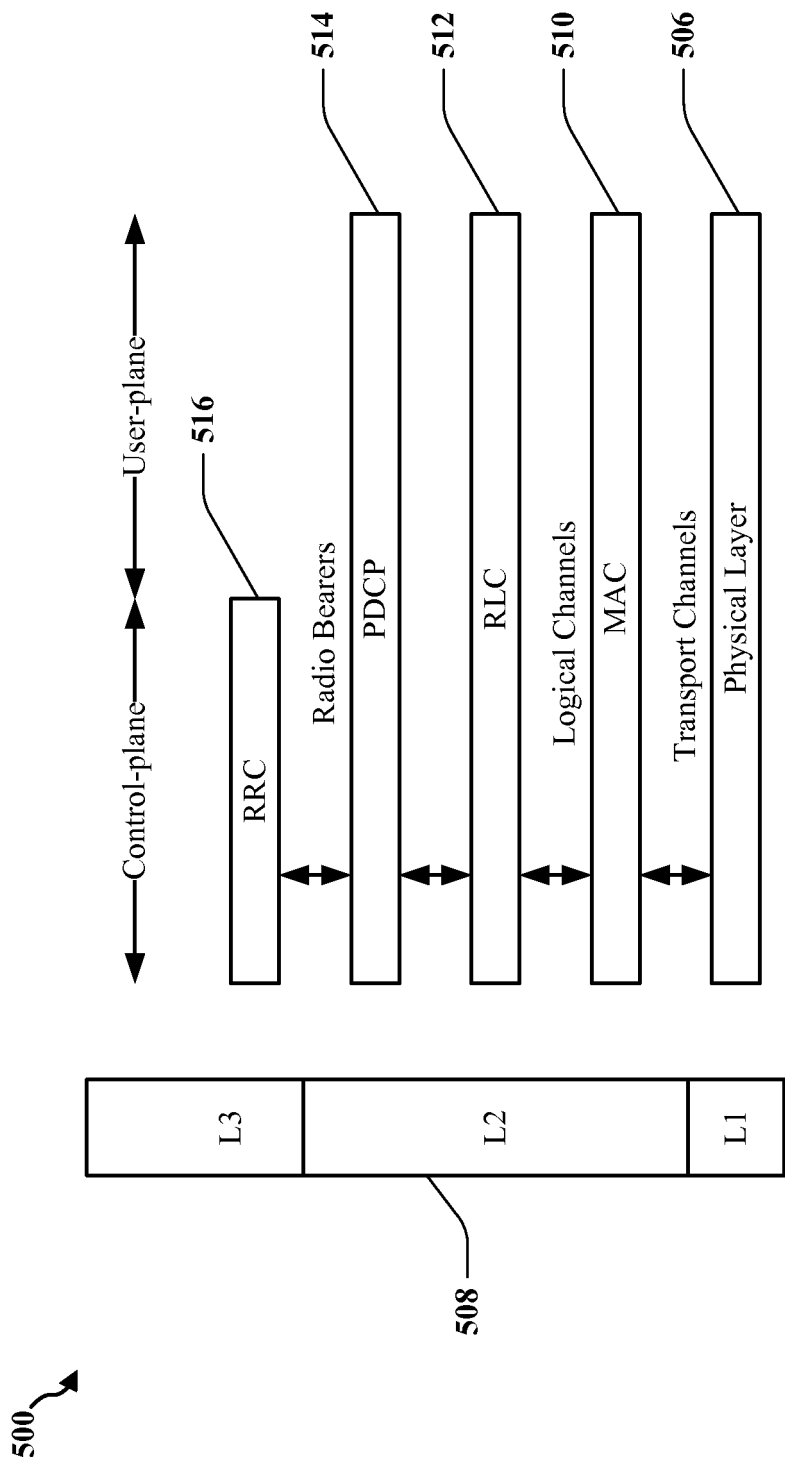 500
Control-plane
User-plane
L3
RRC
516
Radio Bearers
508
L2
PDCP
514
RLC
512
Logical Channels
MAC
510
Transport Channels
L1
Physical Layer
506